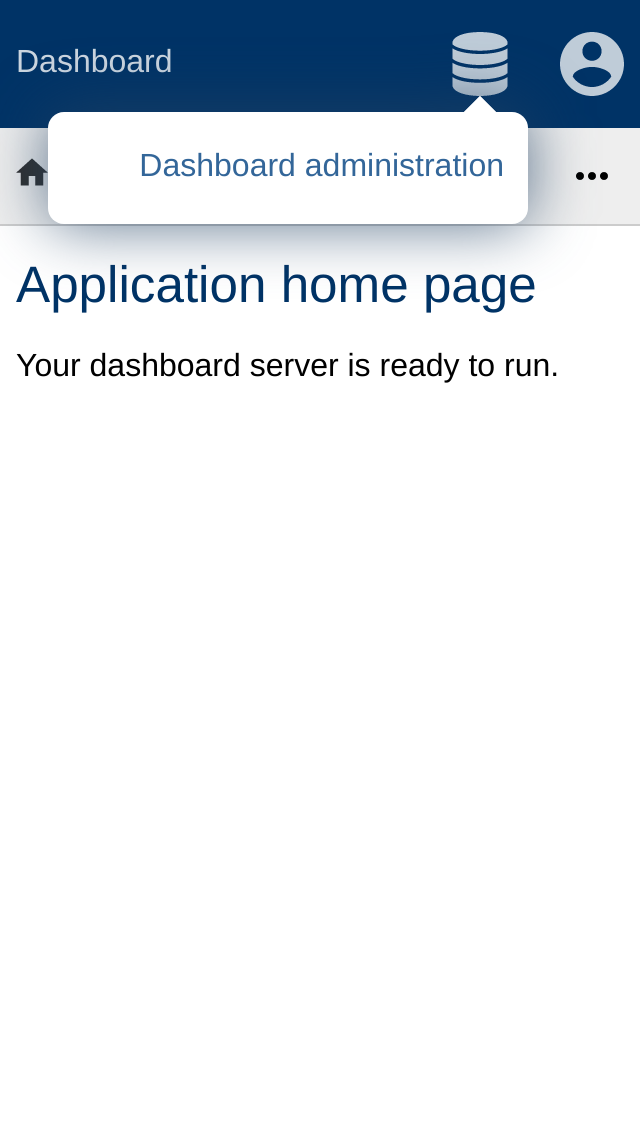 Dashboard
Dashboard administration
Application home page
Your dashboard server is ready to run.